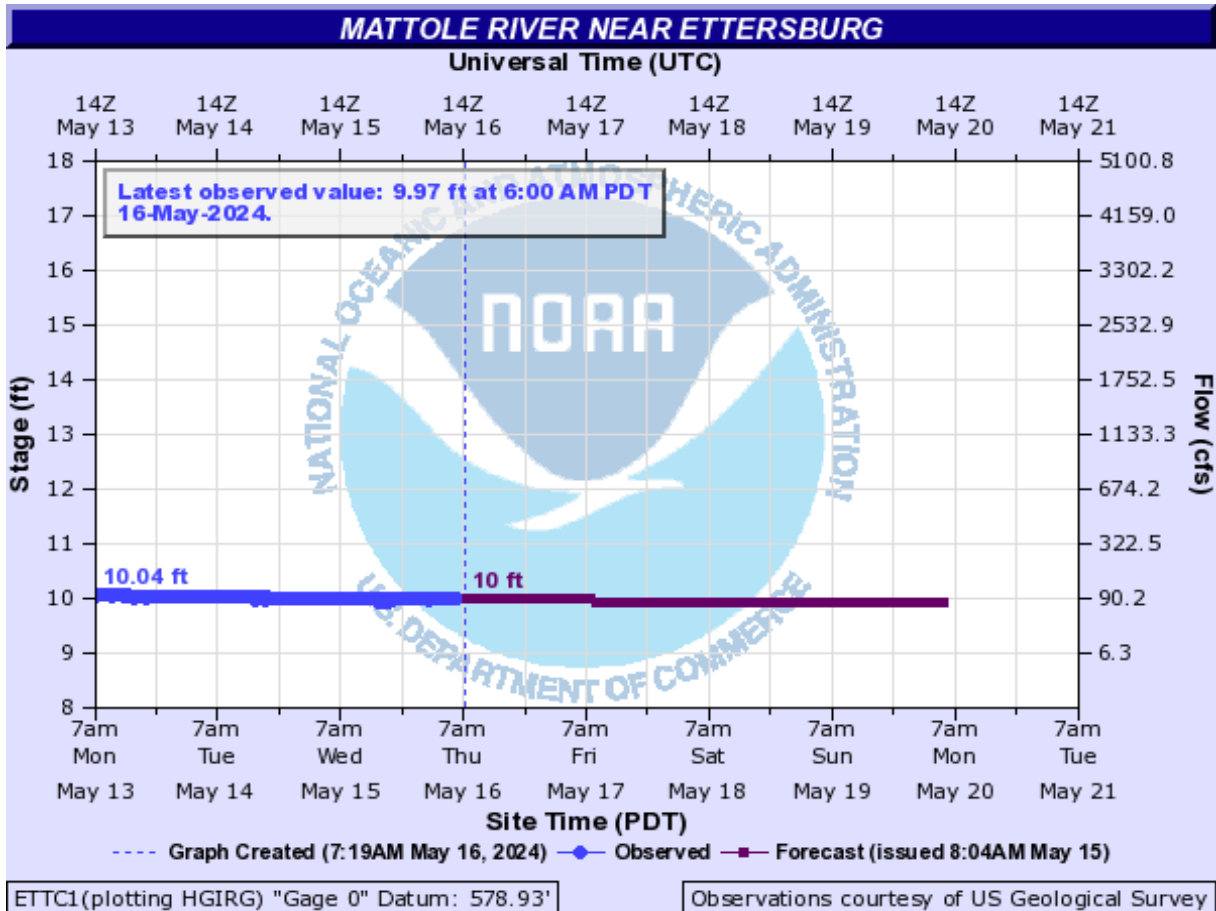 MATTOLE RIVER NEAR ETTERSBURG
Universal Time (UTC)
14Z 14Z 14Z 14Z 14Z 14Z 14Z 14Z 14Z
May 13 May 14 May 15 May 16 May 17 May 18 May 19 May 20 May 21
Latest observed value: 9.97 ft at 6:00 AM PDT
16-May-2024.
NATIONAL OCEANIC AND ATMOSPHERIC ADMINISTRATION
NOAA
U.S. DEPARTMENT OF COMMERCE
Stage (ft)
18
17
16
15
14
13
12
11
10
9
8
5100.8
4159.0
3302.2
2532.9
1752.5
1133.3
674.2
322.5
90.2
6.3
Flow (cfs)
10.04 ft
10 ft
7am 7am 7am 7am 7am 7am 7am 7am 7am
Mon Tue Wed Thu Fri Sat Sun Mon Tue
May 13 May 14 May 15 May 16 May 17 May 18 May 19 May 20 May 21
Site Time (PDT)
Graph Created (7:19AM May 16, 2024) Observed Forecast (issued 8:04AM May 15)
ETTC1(plotting HGIRG) "Gage 0" Datum: 578.93'
Observations courtesy of US Geological Survey